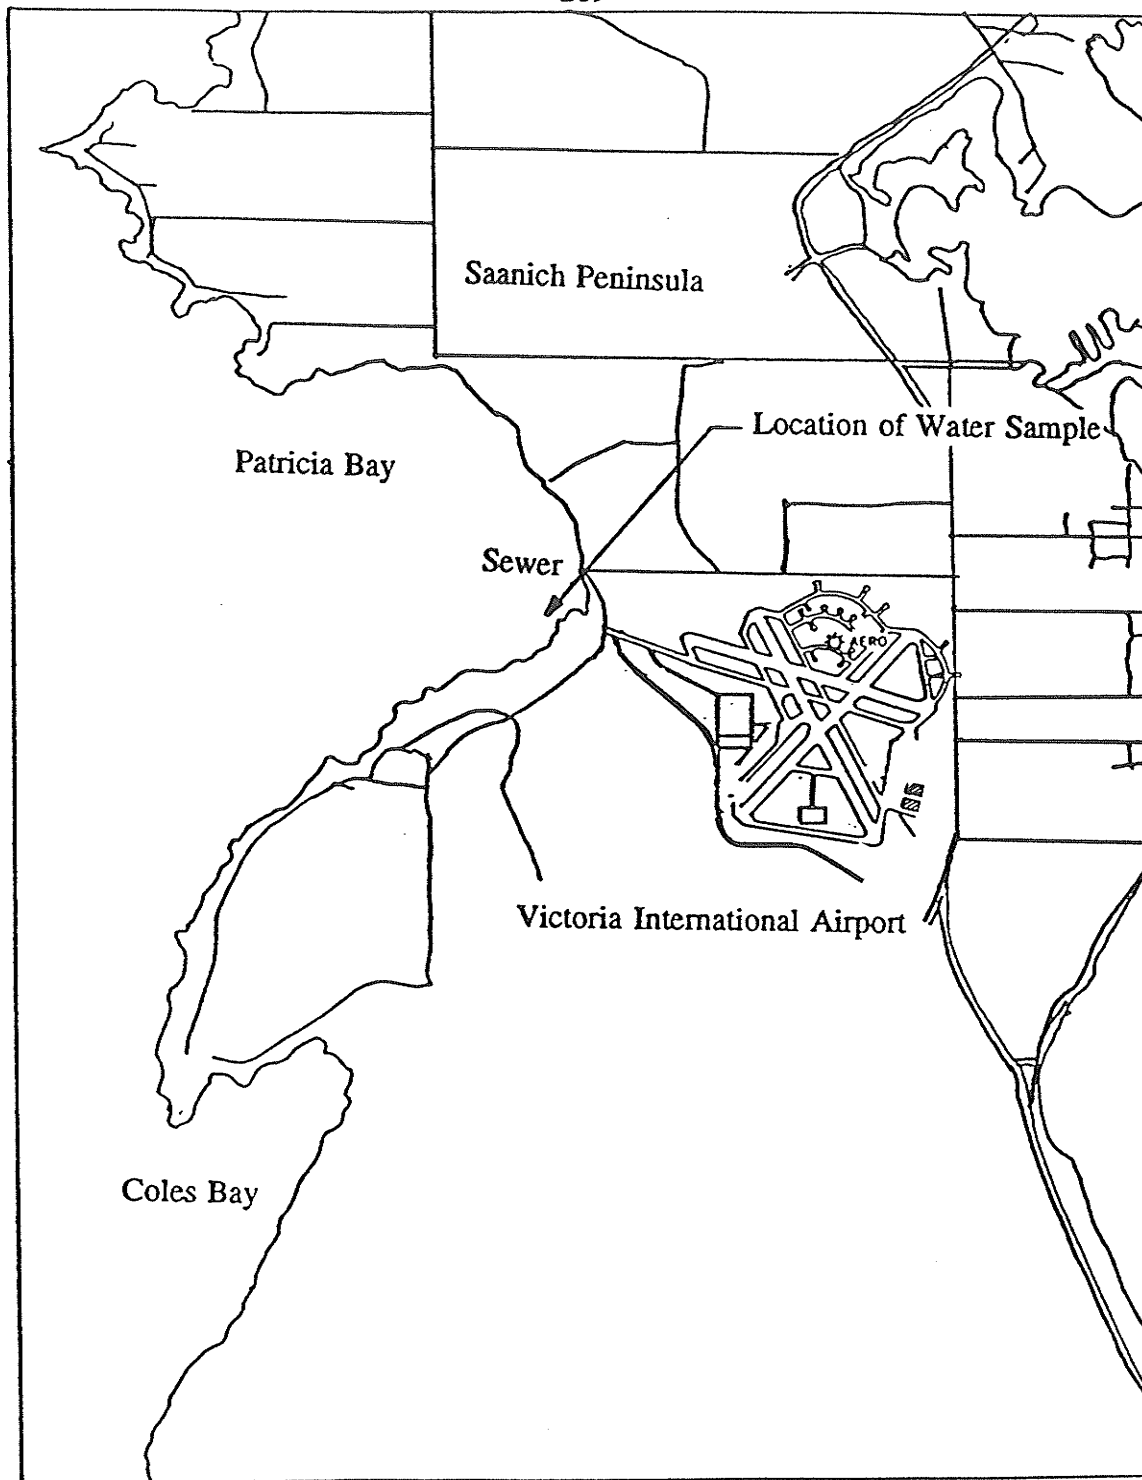 Saanich Peninsula
Location of Water Sample
Patricia Bay
Sewer
AERO
Victoria International Airport
Coles Bay